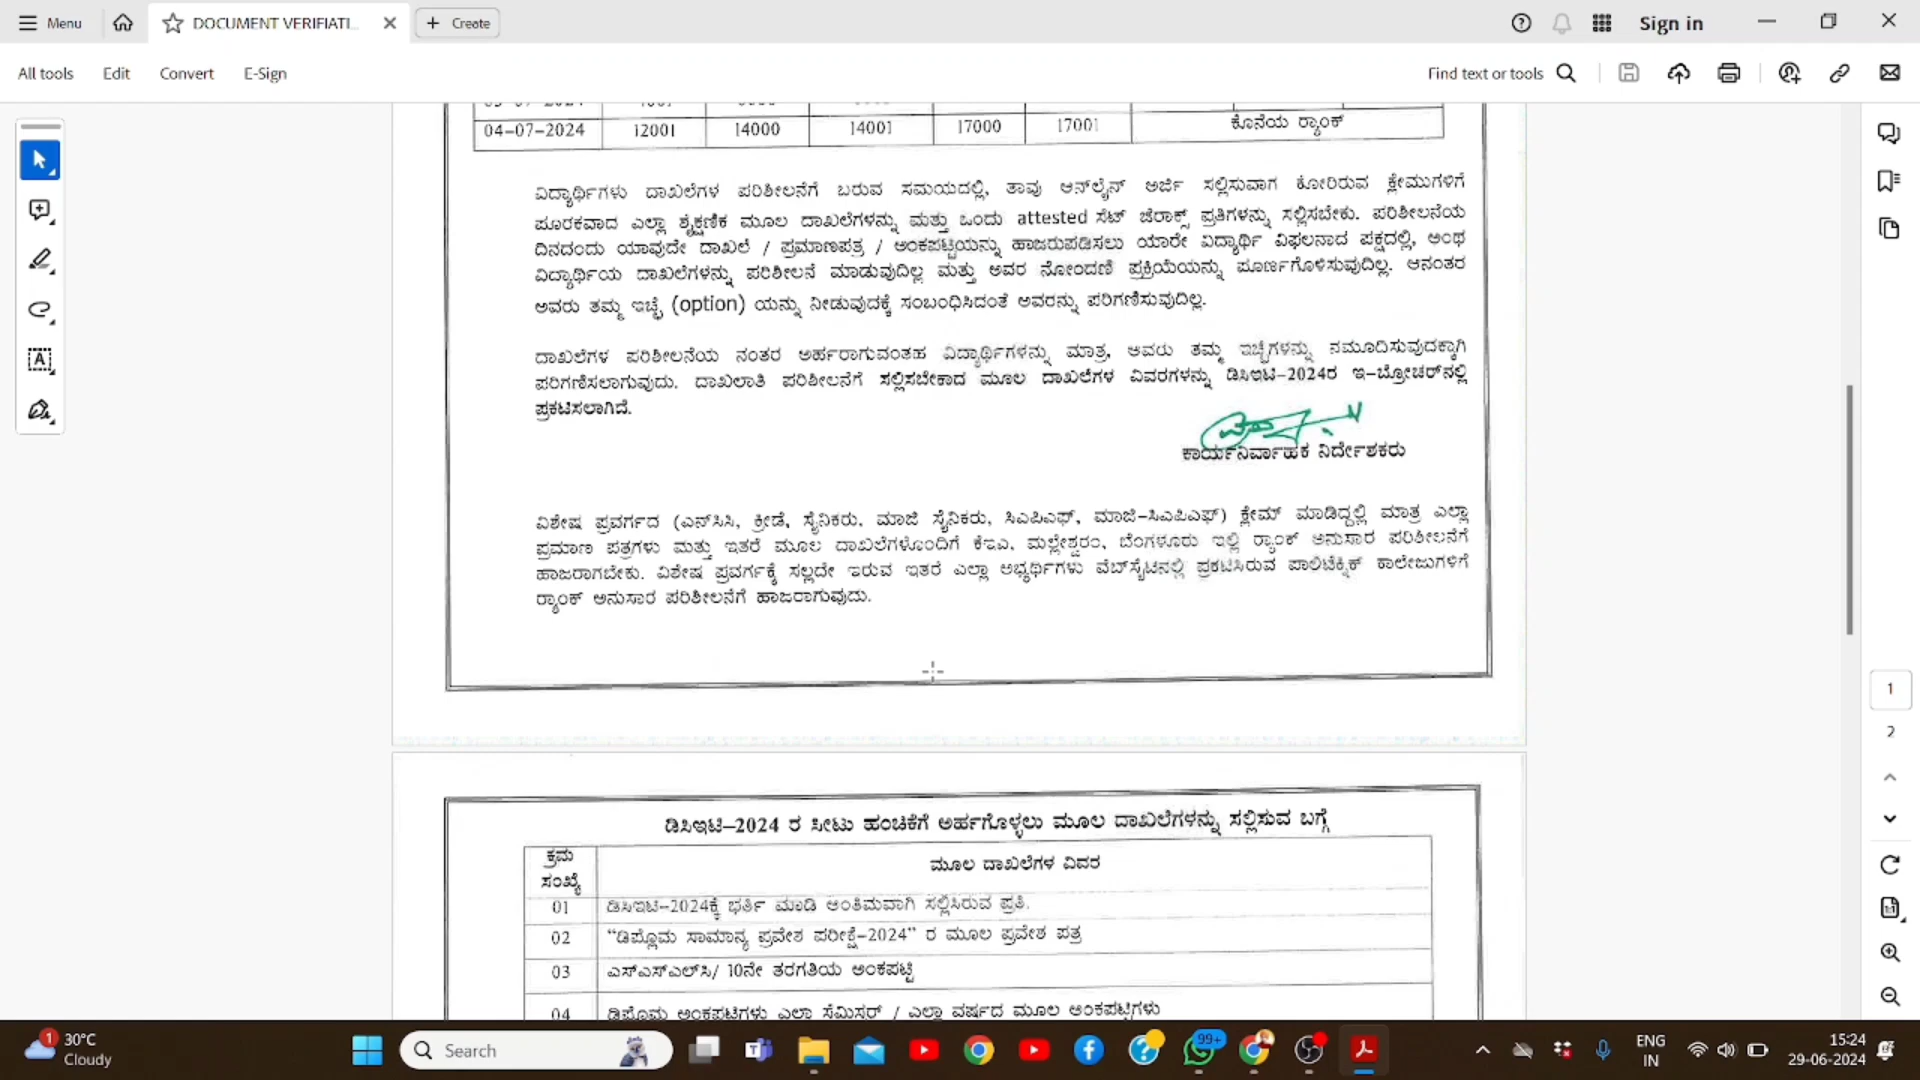 Menu
DOCUMENT VERIFIATI...
Create
Sign in
All tools
Edit
Convert
E-Sign
Find text or tools
04-07-2024 12001 14000 14001 17000 17001 ಕೊನೆಯ ರ‍್ಯಾಂಕ್
ವಿದ್ಯಾರ್ಥಿಗಳು ದಾಖಲೆಗಳ ಪರಿಶೀಲನೆಗೆ ಬರುವ ಸಮಯದಲ್ಲಿ, ತಾವು ಆನ್‌ಲೈನ್ ಅರ್ಜಿ ಸಲ್ಲಿಸುವಾಗ ಕೋರಿರುವ ಕ್ಲೇಮುಗಳಿಗೆ
ಪೂರಕವಾದ ಎಲ್ಲಾ ಶೈಕ್ಷಣಿಕ ಮೂಲ ದಾಖಲೆಗಳನ್ನು ಮತ್ತು ಒಂದು attested ಸೆಟ್ ಜೆರಾಕ್ಸ್ ಪ್ರತಿಗಳನ್ನು ಸಲ್ಲಿಸಬೇಕು. ಪರಿಶೀಲನೆಯ
ದಿನದಂದು ಯಾವುದೇ ದಾಖಲೆ / ಪ್ರಮಾಣಪತ್ರ / ಅಂಕಪಟ್ಟಿಯನ್ನು ಹಾಜರುಪಡಿಸಲು ಯಾರೇ ವಿದ್ಯಾರ್ಥಿ ವಿಫಲನಾದ ಪಕ್ಷದಲ್ಲಿ, ಅಂಥ
ವಿದ್ಯಾರ್ಥಿಯ ದಾಖಲೆಗಳನ್ನು ಪರಿಶೀಲನೆ ಮಾಡುವುದಿಲ್ಲ ಮತ್ತು ಅವರ ನೋಂದಣಿ ಪ್ರಕ್ರಿಯೆಯನ್ನು ಪೂರ್ಣಗೊಳಿಸುವುದಿಲ್ಲ. ಆನಂತರ
ಅವರು ತಮ್ಮ ಇಚ್ಛೆ (option) ಯನ್ನು ನೀಡುವುದಕ್ಕೆ ಸಂಬಂಧಿಸಿದಂತೆ ಅವರನ್ನು ಪರಿಗಣಿಸುವುದಿಲ್ಲ.
ದಾಖಲೆಗಳ ಪರಿಶೀಲನೆಯ ನಂತರ ಅರ್ಹರಾಗುವಂತಹ ವಿದ್ಯಾರ್ಥಿಗಳನ್ನು ಮಾತ್ರ, ಅವರು ತಮ್ಮ ಇಚ್ಛೆಗಳನ್ನು ನಮೂದಿಸುವುದಕ್ಕಾಗಿ
ಪರಿಗಣಿಸಲಾಗುವುದು. ದಾಖಲಾತಿ ಪರಿಶೀಲನೆಗೆ ಸಲ್ಲಿಸಬೇಕಾದ ಮೂಲ ದಾಖಲೆಗಳ ವಿವರಗಳನ್ನು ಡಿಸಿಇಟಿ-2024ರ ಇ-ಬ್ರೋಚರ್‌ನಲ್ಲಿ
ಪ್ರಕಟಿಸಲಾಗಿದೆ.
ಕಾರ್ಯನಿರ್ವಾಹಕ ನಿರ್ದೇಶಕರು
ವಿಶೇಷ ಪ್ರವರ್ಗದ (ಎನ್‌ಸಿಸಿ, ಕ್ರೀಡೆ, ಸೈನಿಕರು, ಮಾಜಿ ಸೈನಿಕರು, ಸಿಎಪಿಎಫ್, ಮಾಜಿ-ಸಿಎಪಿಎಫ್) ಕ್ಲೇಮ್ ಮಾಡಿದ್ದಲ್ಲಿ ಮಾತ್ರ ಎಲ್ಲಾ
ಪ್ರಮಾಣ ಪತ್ರಗಳು ಮತ್ತು ಇತರೆ ಮೂಲ ದಾಖಲೆಗಳೊಂದಿಗೆ ಕೆಇಎ, ಮಲ್ಲೇಶ್ವರಂ, ಬೆಂಗಳೂರು ಇಲ್ಲಿ ರ‍್ಯಾಂಕ್ ಅನುಸಾರ ಪರಿಶೀಲನೆಗೆ
ಹಾಜರಾಗಬೇಕು. ವಿಶೇಷ ಪ್ರವರ್ಗಕ್ಕೆ ಸಲ್ಲದೇ ಇರುವ ಇತರೆ ಎಲ್ಲಾ ಅಭ್ಯರ್ಥಿಗಳು ವೆಬ್‌ಸೈಟಿನಲ್ಲಿ ಪ್ರಕಟಿಸಿರುವ ಪಾಲಿಟೆಕ್ನಿಕ್ ಕಾಲೇಜುಗಳಿಗೆ
ರ‍್ಯಾಂಕ್ ಅನುಸಾರ ಪರಿಶೀಲನೆಗೆ ಹಾಜರಾಗುವುದು.
ಡಿಸಿಇಟಿ-2024 ರ ಸೀಟು ಹಂಚಿಕೆಗೆ ಅರ್ಹಗೊಳ್ಳಲು ಮೂಲ ದಾಖಲೆಗಳನ್ನು ಸಲ್ಲಿಸುವ ಬಗ್ಗೆ
ಕ್ರಮ ಸಂಖ್ಯೆ ಮೂಲ ದಾಖಲೆಗಳ ವಿವರ
01 ಡಿಸಿಇಟಿ-2024ಕ್ಕೆ ಭರ್ತಿ ಮಾಡಿ ಅಂತಿಮವಾಗಿ ಸಲ್ಲಿಸಿರುವ ಪ್ರತಿ.
02 "ಡಿಪ್ಲೊಮ ಸಾಮಾನ್ಯ ಪ್ರವೇಶ ಪರೀಕ್ಷೆ-2024" ರ ಮೂಲ ಪ್ರವೇಶ ಪತ್ರ
03 ಎಸ್‌ಎಸ್‌ಎಲ್‌ಸಿ/ 10ನೇ ತರಗತಿಯ ಅಂಕಪಟ್ಟಿ
04 ಡಿಪ್ಲೊಮ ಅಂಕಪಟ್ಟಿಗಳು ಎಲ್ಲಾ ಸೆಮಿಸ್ಟರ್ / ಎಲ್ಲಾ ವರ್ಷದ ಮೂಲ ಅಂಕಪಟ್ಟಿಗಳು
1
2
1
30°C
Cloudy
Search
99+
ENG
IN
15:24
29-06-2024